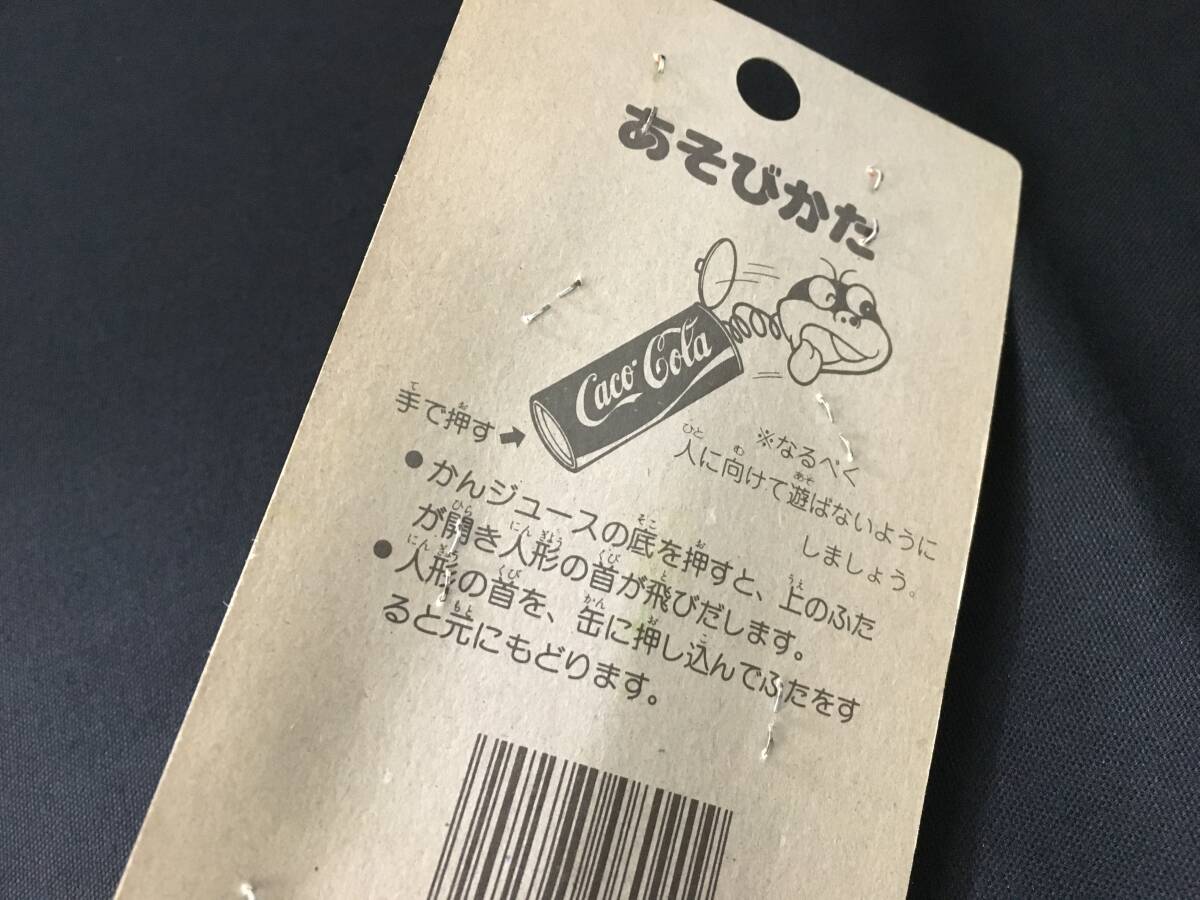 あそびかた
Caco-Cola
手で押す
※なるべく
人に向けて遊ばないように
しましょう。
●かんジュースの底を押すと、上のふた
が開き人形の首が飛びだします。
●人形の首を、缶に押し込んでふたをす
ると元にもどります。